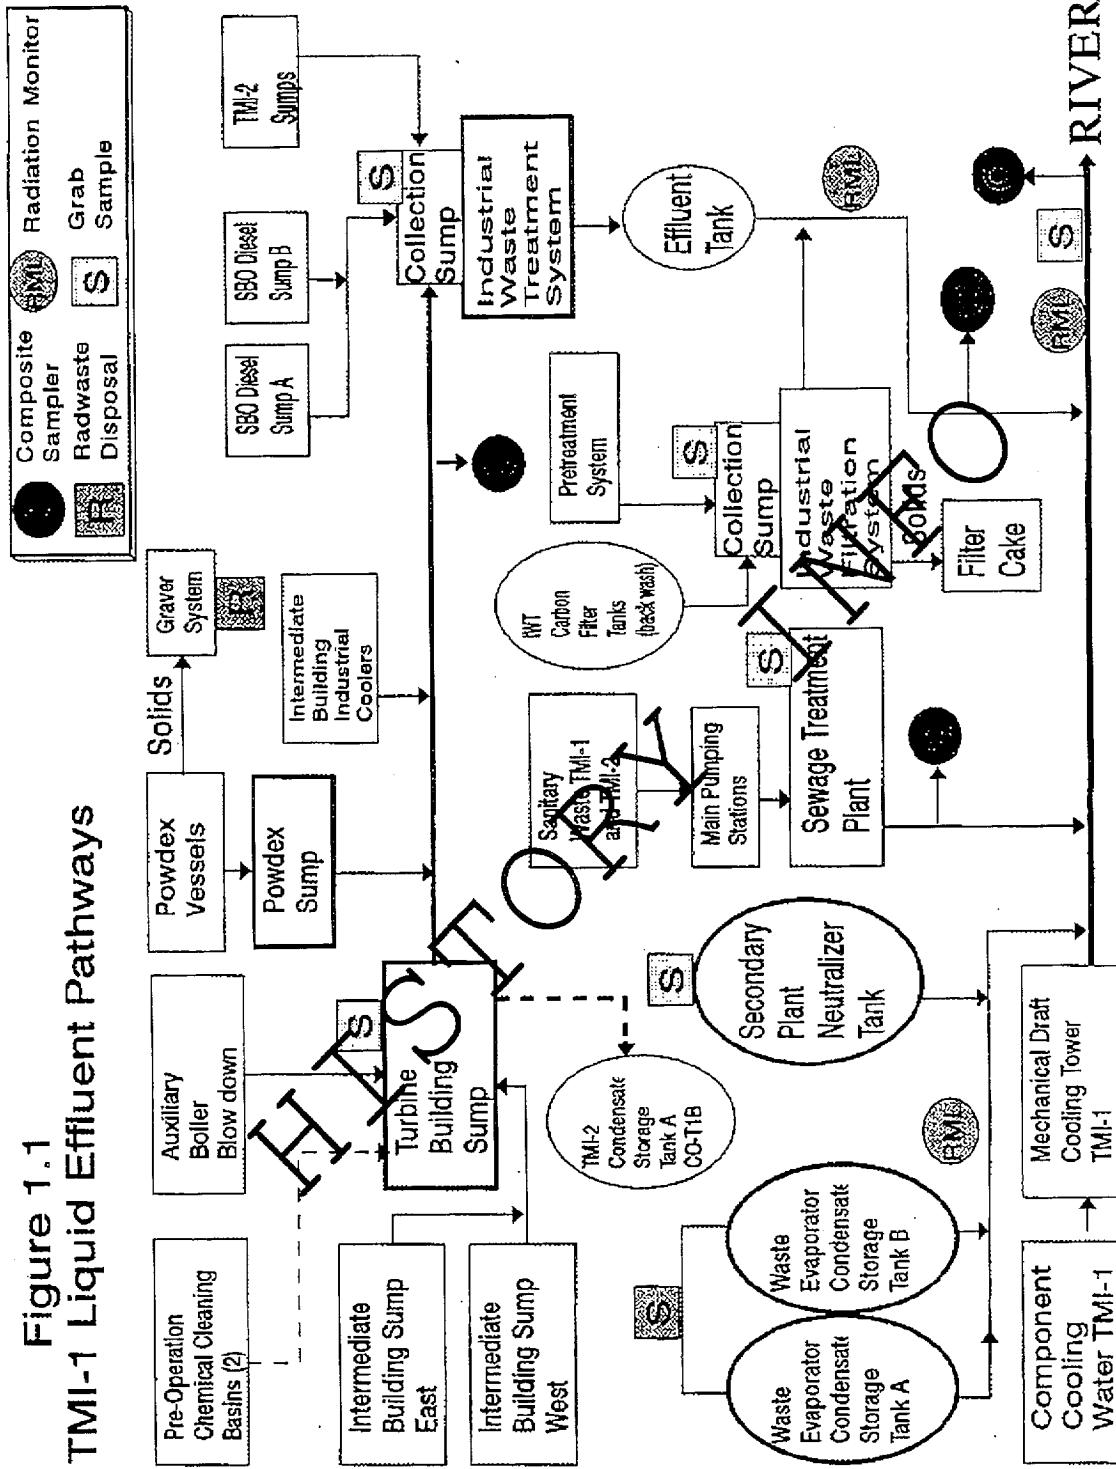 Figure 1.1
TMI-1 Liquid Effluent Pathways
Composite
Sampler
RML
Radiation Monitor
R
Radwaste
Disposal
S
Grab
Sample
Pre-Operation
Chemical Cleaning
Basins (2)
Auxiliary
Boiler
Blow down
Powdex
Vessels
Solids
Graver
System
R
Powdex
Sump
Intermediate
Building
Industrial
Coolers
SBO Diesel
Sump A
SBO Diesel
Sump B
TMI-2
Sumps
Intermediate
Building Sump
East
Intermediate
Building Sump
West
S
Turbine
Building
Sump
S
Collection
Sump
Industrial
Waste
Treatment
System
TMI-2
Condensate
Storage
Tank A
CO-T1B
Sanitary
Waste TMI-1
and TMI-2
Main Pumping
Stations
S
Sewage Treatment
Plant
IWT
Carbon
Filter
Tanks
(back wash)
Pretreatment
System
S
Collection
Sump
Industrial
Waste
Filtration
System
Solids
Filter
Cake
Effluent
Tank
RML
S
Waste
Evaporator
Condensate
Storage
Tank A
Waste
Evaporator
Condensate
Storage
Tank B
RML
S
Secondary
Plant
Neutralizer
Tank
Component
Cooling
Water TMI-1
Mechanical Draft
Cooling Tower
TMI-1
RML
S
C
RIVER
HISTORY